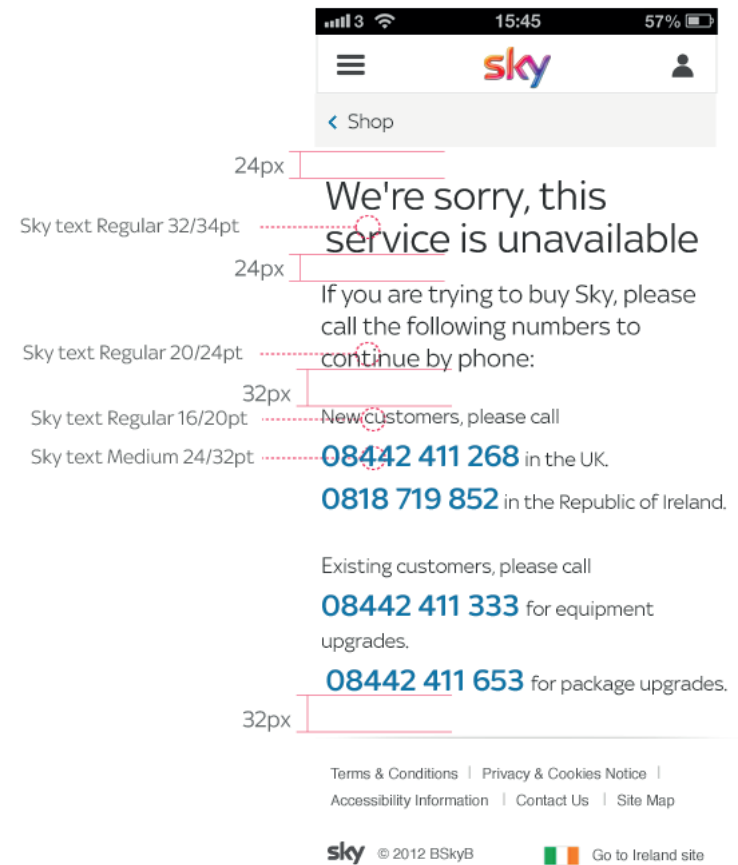 3 15:45 57%
sky
Shop
24px
We're sorry, this
Sky text Regular 32/34pt
service is unavailable
24px
If you are trying to buy Sky, please
call the following numbers to
Sky text Regular 20/24pt
continue by phone:
32px
Sky text Regular 16/20pt
New customers, please call
Sky text Medium 24/32pt
08442 411 268 in the UK.
0818 719 852 in the Republic of Ireland.
Existing customers, please call
08442 411 333 for equipment
upgrades.
08442 411 653 for package upgrades.
32px
Terms & Conditions | Privacy & Cookies Notice |
Accessibility Information | Contact Us | Site Map
sky © 2012 BSkyB Go to Ireland site